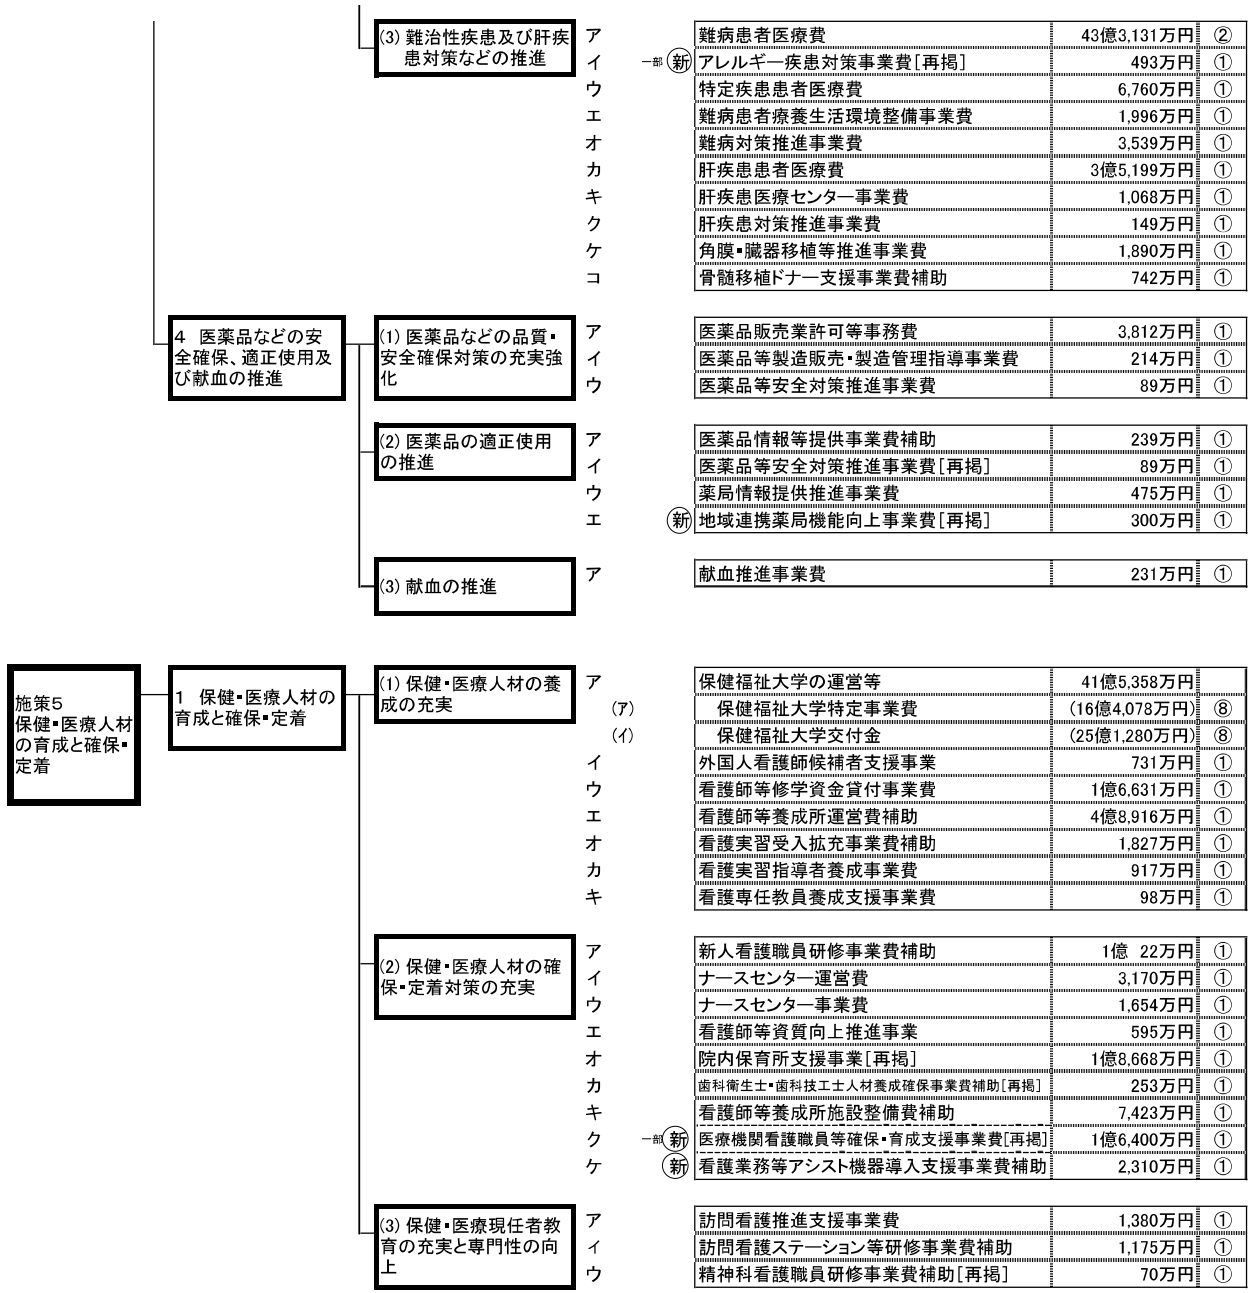 (3) 難治性疾患及び肝疾
患対策などの推進
ア 難病患者医療費 43億3,131万円 ②
イ 一部 新 アレルギー疾患対策事業費[再掲] 493万円 ①
ウ 特定疾患患者医療費 6,760万円 ①
エ 難病患者療養生活環境整備事業費 1,996万円 ①
オ 難病対策推進事業費 3,539万円 ①
カ 肝疾患患者医療費 3億5,199万円 ①
キ 肝疾患医療センター事業費 1,068万円 ①
ク 肝疾患対策推進事業費 149万円 ①
ケ 角膜・臓器移植等推進事業費 1,890万円 ①
コ 骨髄移植ドナー支援事業費補助 742万円 ①
4 医薬品などの安
全確保、適正使用及
び献血の推進
(1) 医薬品などの品質・
安全確保対策の充実強
化
ア 医薬品販売業許可等事務費 3,812万円 ①
イ 医薬品等製造販売・製造管理指導事業費 214万円 ①
ウ 医薬品等安全対策推進事業費 89万円 ①
(2) 医薬品の適正使用
の推進
ア 医薬品情報等提供事業費補助 239万円 ①
イ 医薬品等安全対策推進事業費[再掲] 89万円 ①
ウ 薬局情報提供推進事業費 475万円 ①
エ 新 地域連携薬局機能向上事業費[再掲] 300万円 ①
(3) 献血の推進
ア 献血推進事業費 231万円 ①
施策5
保健・医療人材
の育成と確保・
定着
1 保健・医療人材の
育成と確保・定着
(1) 保健・医療人材の養
成の充実
ア 保健福祉大学の運営等 41億5,358万円
(ア) 保健福祉大学特定事業費 (16億4,078万円) ⑧
(イ) 保健福祉大学交付金 (25億1,280万円) ⑧
イ 外国人看護師候補者支援事業 731万円 ①
ウ 看護師等修学資金貸付事業費 1億6,631万円 ①
エ 看護師等養成所運営費補助 4億8,916万円 ①
オ 看護実習受入拡充事業費補助 1,827万円 ①
カ 看護実習指導者養成事業費 917万円 ①
キ 看護専任教員養成支援事業費 98万円 ①
(2) 保健・医療人材の確
保・定着対策の充実
ア 新人看護職員研修事業費補助 1億 22万円 ①
イ ナースセンター運営費 3,170万円 ①
ウ ナースセンター事業費 1,654万円 ①
エ 看護師等資質向上推進事業 595万円 ①
オ 院内保育所支援事業[再掲] 1億8,668万円 ①
カ 歯科衛生士・歯科技工士人材養成確保事業費補助[再掲] 253万円 ①
キ 看護師等養成所施設整備費補助 7,423万円 ①
ク 一部 新 医療機関看護職員等確保・育成支援事業費[再掲] 1億6,400万円 ①
ケ 新 看護業務等アシスト機器導入支援事業費補助 2,310万円 ①
(3) 保健・医療現任者教
育の充実と専門性の向
上
ア 訪問看護推進支援事業費 1,380万円 ①
イ 訪問看護ステーション等研修事業費補助 1,175万円 ①
ウ 精神科看護職員研修事業費補助[再掲] 70万円 ①